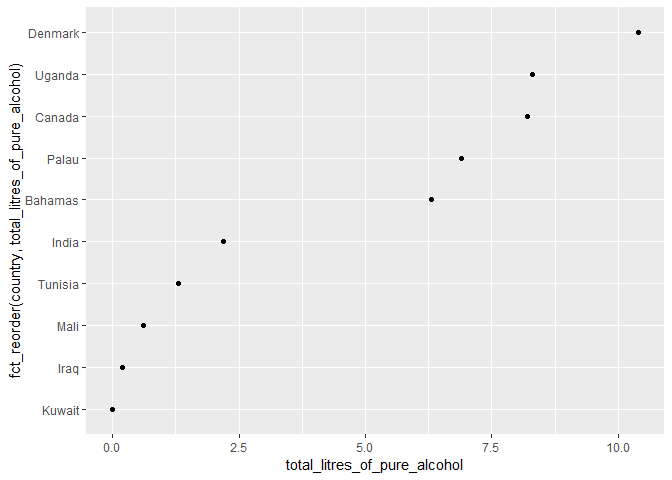 fct_reorder(country, total_litres_of_pure_alcohol)
Denmark
Uganda
Canada
Palau
Bahamas
India
Tunisia
Mali
Iraq
Kuwait
0.0 2.5 5.0 7.5 10.0
total_litres_of_pure_alcohol